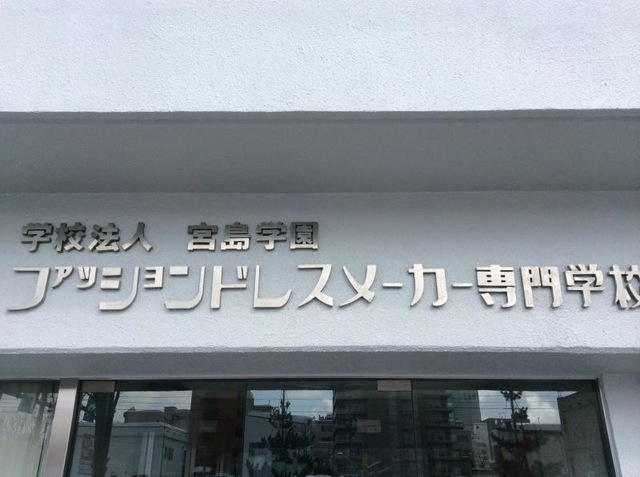 学校法人 宮島学園
ファッションドレスメーカー専門学校